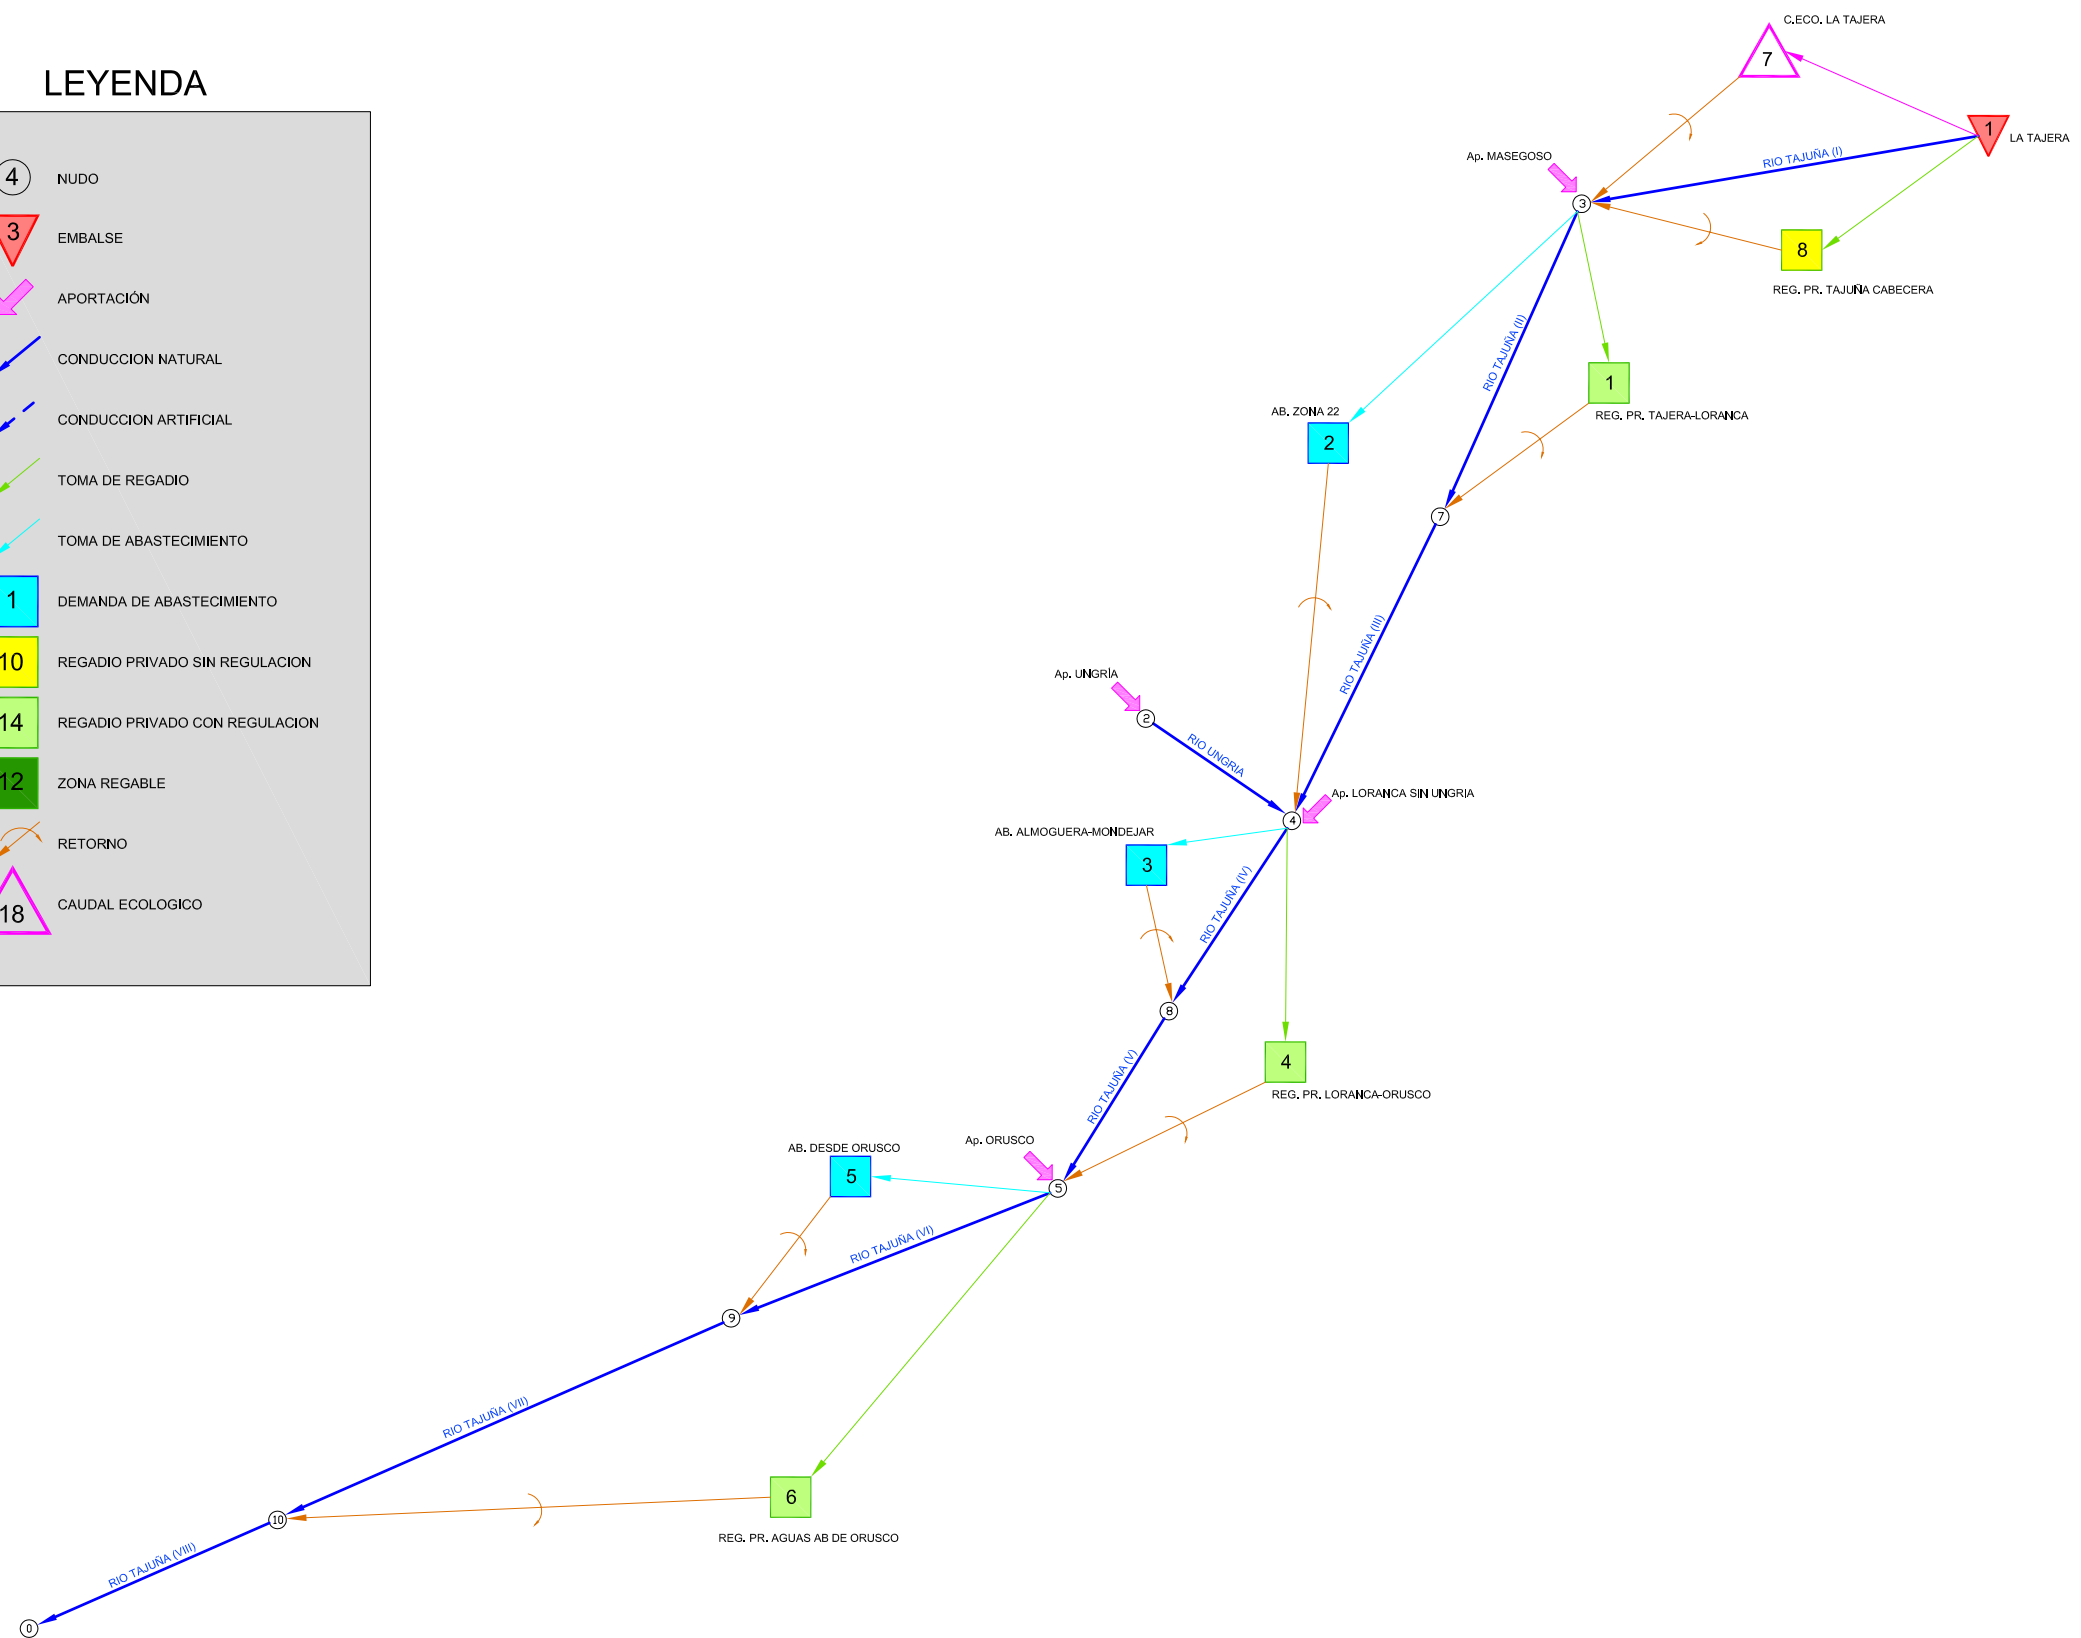 LEYENDA
4
NUDO
3
EMBALSE
APORTACIÓN
CONDUCCION NATURAL
CONDUCCION ARTIFICIAL
TOMA DE REGADIO
TOMA DE ABASTECIMIENTO
1
DEMANDA DE ABASTECIMIENTO
10
REGADIO PRIVADO SIN REGULACION
14
REGADIO PRIVADO CON REGULACION
12
ZONA REGABLE
RETORNO
18
CAUDAL ECOLOGICO
C.ECO. LA TAJERA
7
1
LA TAJERA
RIO TAJUÑA (I)
Ap. MASEGOSO
3
8
REG. PR. TAJUÑA CABECERA
RIO TAJUÑA (II)
1
REG. PR. TAJERA-LORANCA
AB. ZONA 22
2
7
RIO TAJUÑA (III)
Ap. UNGRÌA
2
RIO UNGRIA
Ap. LORANCA SIN UNGRIA
4
AB. ALMOGUERA-MONDEJAR
3
RIO TAJUÑA (IV)
8
4
REG. PR. LORANCA-ORUSCO
RIO TAJUÑA (V)
Ap. ORUSCO
5
AB. DESDE ORUSCO
5
RIO TAJUÑA (VI)
9
RIO TAJUÑA (VII)
6
REG. PR. AGUAS AB DE ORUSCO
10
RIO TAJUÑA (VIII)
0